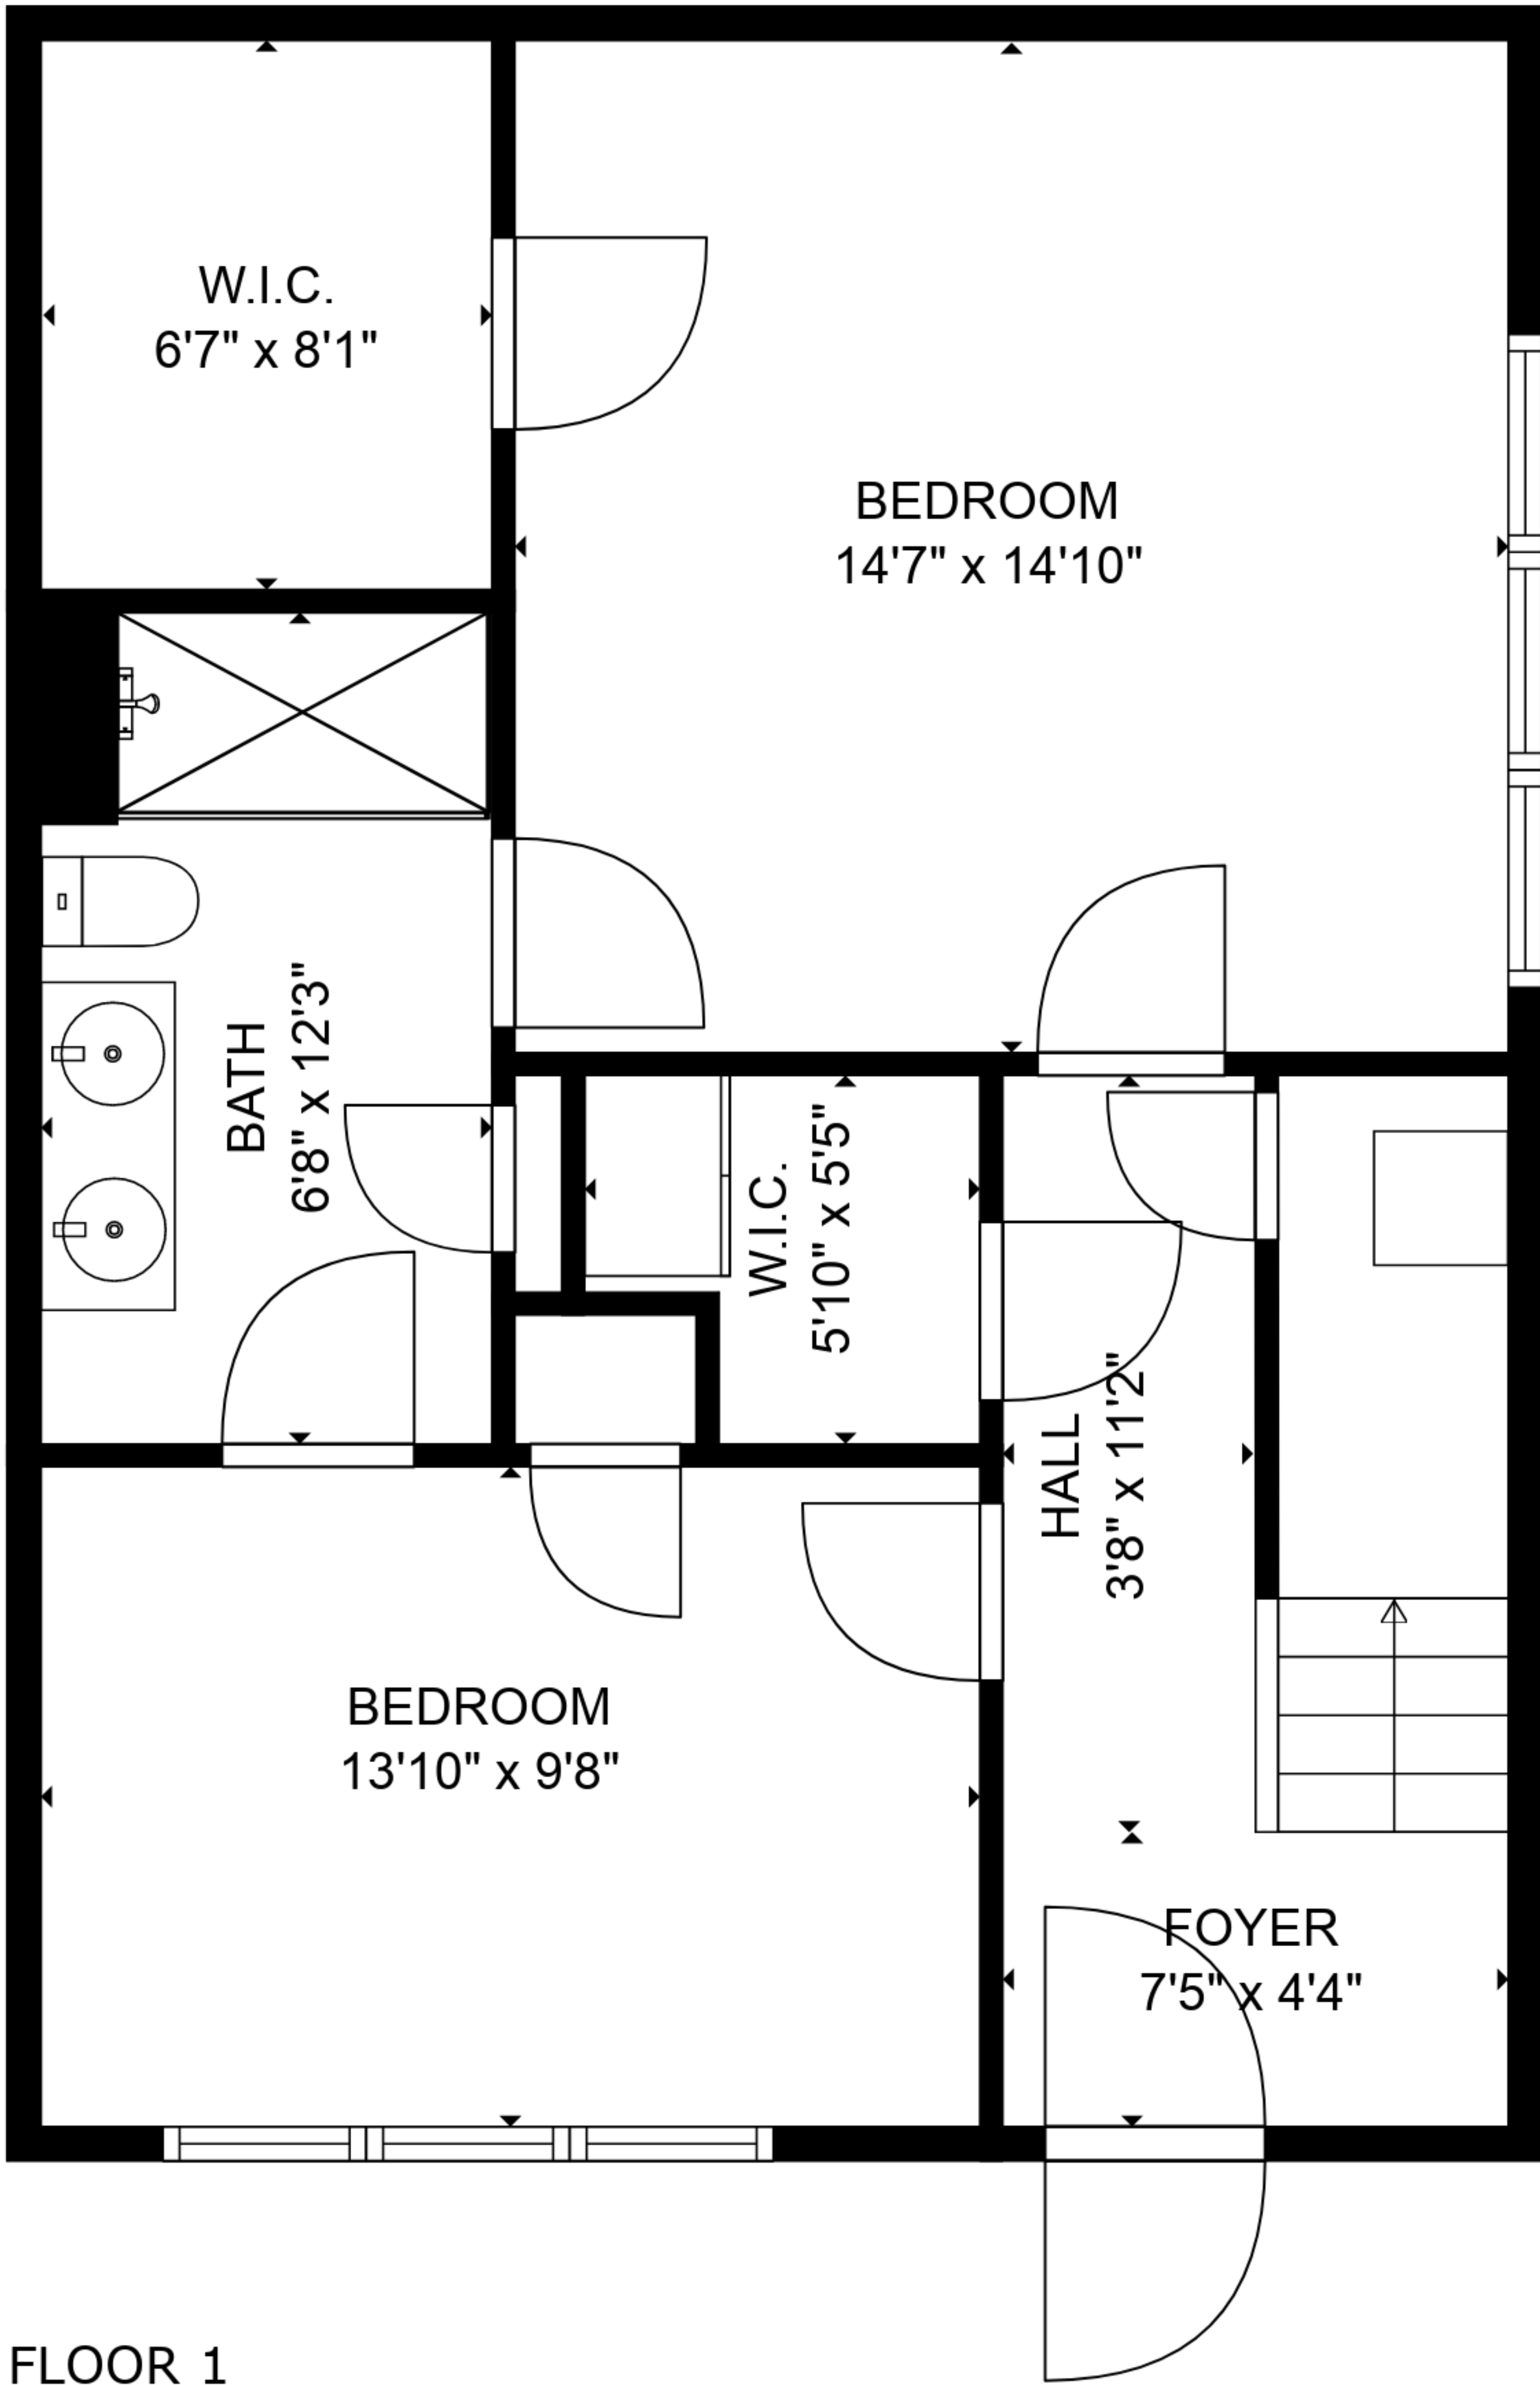 W.I.C.
6'7" x 8'1"
BEDROOM
14'7" x 14'10"
BATH
6'8" x 12'3"
W.I.C.
5'10" x 5'5"
HALL
3'8" x 11'2"
BEDROOM
13'10" x 9'8"
FOYER
7'5" x 4'4"
FLOOR 1